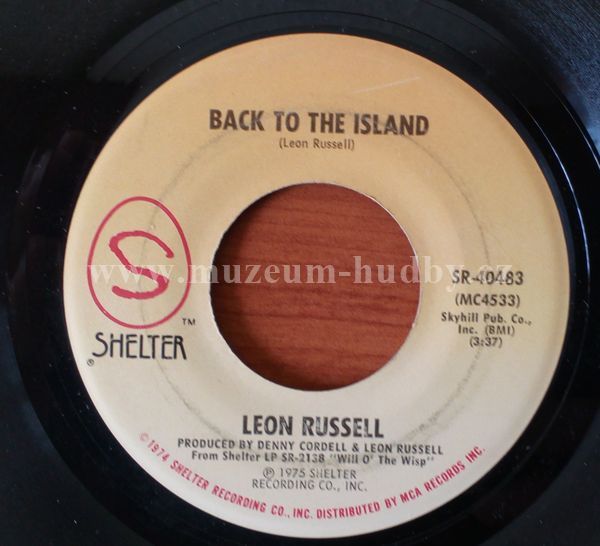 BACK TO THE ISLAND
(Leon Russell)
S
TM
SHELTER
®
www.muzeum-hudby.cz
SR-40483
(MC4533)
Skyhill Pub. Co.,
Inc. (BMI)
(3:37)
LEON RUSSELL
PRODUCED BY DENNY CORDELL & LEON RUSSELL
From Shelter LP SR-2138 "Will O' The Wisp"
℗ 1975 SHELTER
RECORDING CO., INC.
© 1974 SHELTER RECORDING CO., INC. DISTRIBUTED BY MCA RECORDS INC.